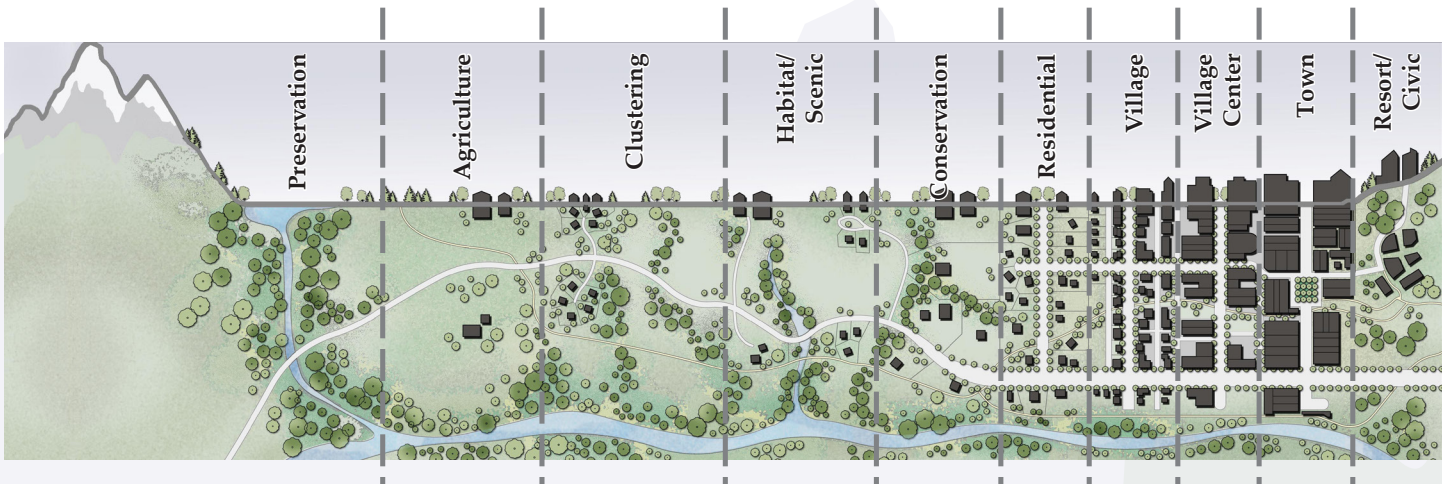 Preservation
Agriculture
Clustering
Habitat/
Scenic
Conservation
Residential
Village
Village
Center
Town
Resort/
Civic